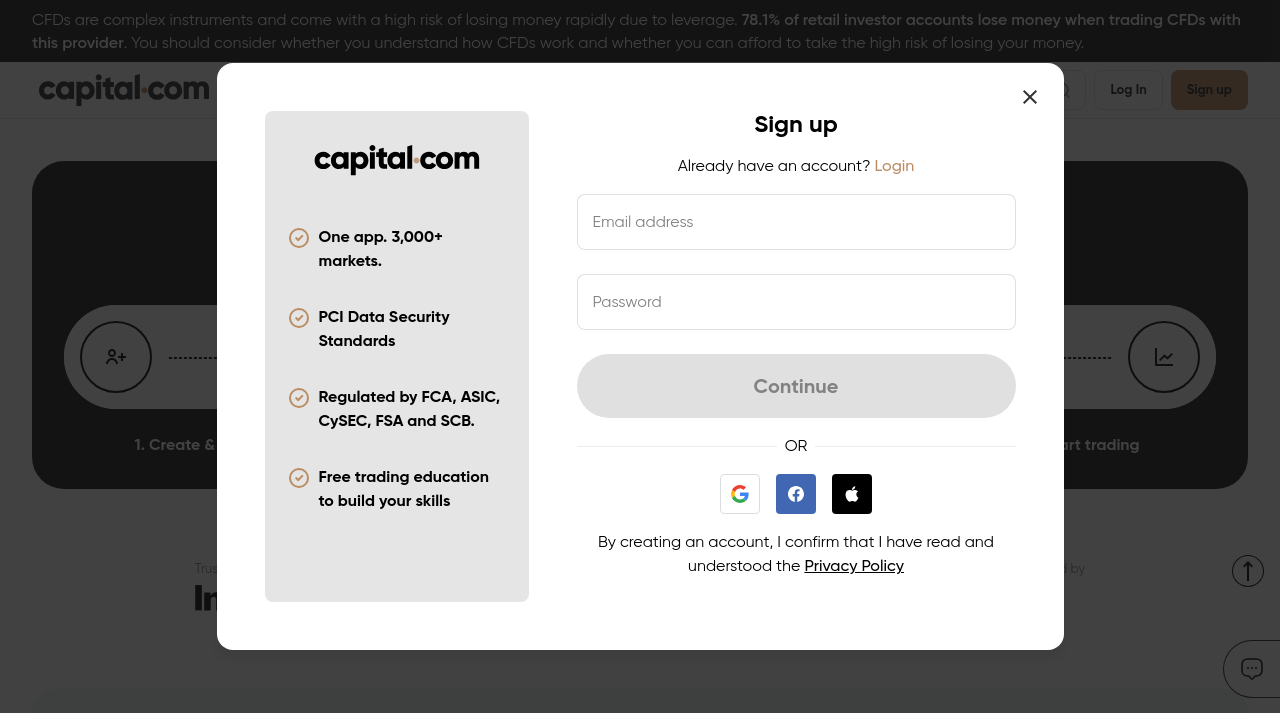 CFDs are complex instruments and come with a high risk of losing money rapidly due to leverage. 78.1% of retail investor accounts lose money when trading CFDs with
this provider. You should consider whether you understand how CFDs work and whether you can afford to take the high risk of losing your money.
capital.com
Log In
Sign up
capital.com
One app. 3,000+
markets.
PCI Data Security
Standards
Regulated by FCA, ASIC,
CySEC, FSA and SCB.
Free trading education
to build your skills
Sign up
Already have an account? Login
Email address
Password
Continue
OR
By creating an account, I confirm that I have read and
understood the Privacy Policy
1. Create &
trading
by